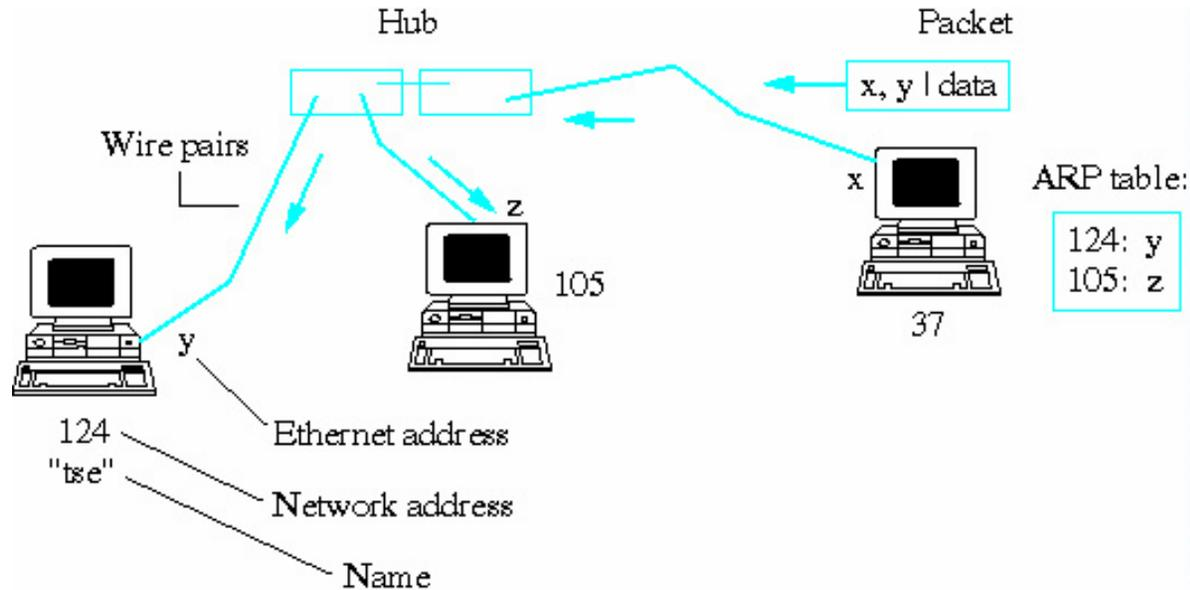 Hub
Packet
x, y | data
Wire pairs
x
ARP table:
z
124: y
105: z
105
37
y
124
Ethernet address
"tse"
Network address
Name